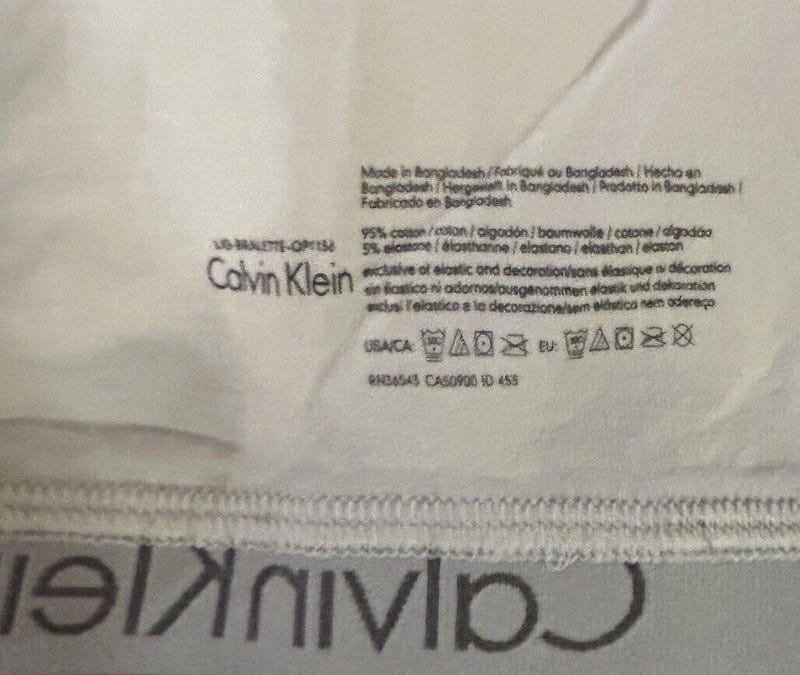 Made in Bangladesh / Fabriqué au Bangladesh / Hecho en
Bangladesh / Hergestellt in Bangladesh / Prodotto in Bangladesh /
Fabricado en Bangladesh
95% cotton / coton / algodón / baumwolle / cotone / algodão
5% elastane / élasthanne / elastano / elasthan / elastan
Calvin Klein
exclusive of elastic and decoration/sans élastique ni décoration
sin elástico ni adornos/ausgenommen elastik und dekoration
esclusi l'elastico e la decorazione/sem elástico nem adereço
USA/CA: EU:
RN36543 CA50900 ID 453
Calvin Klein